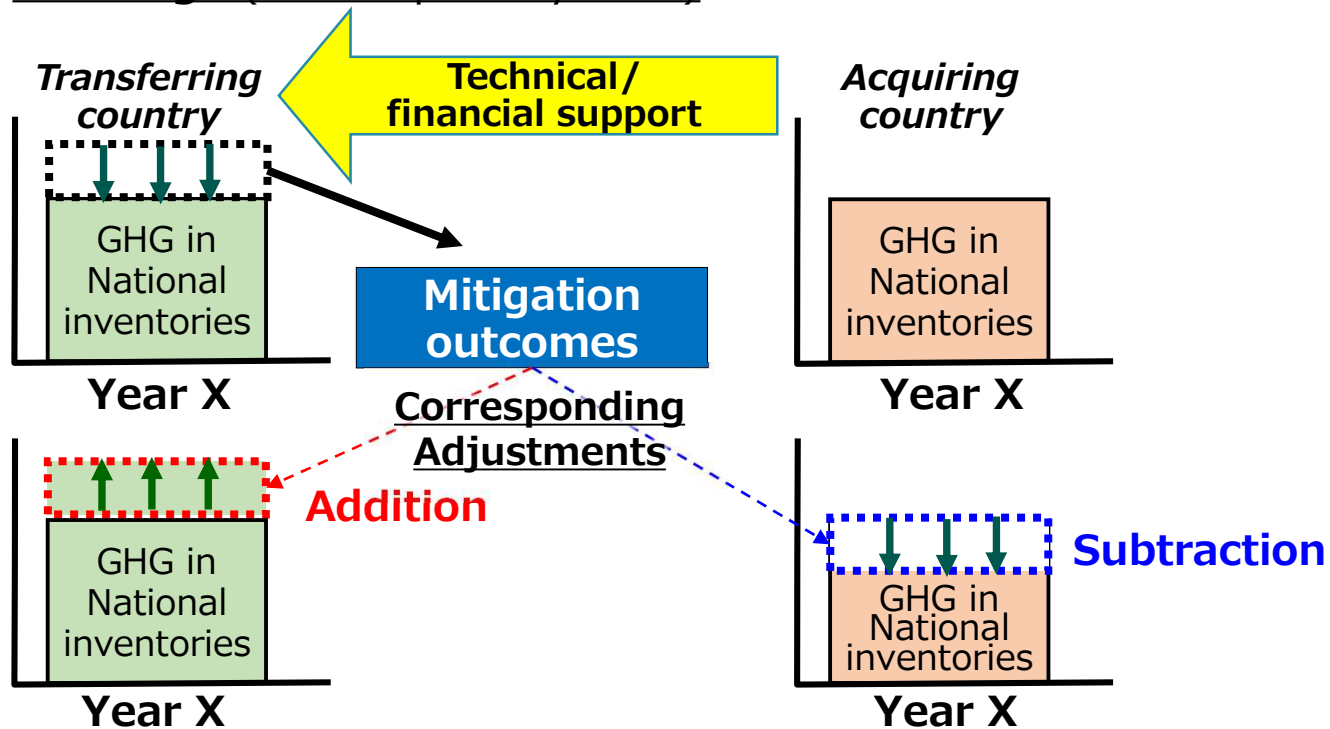 Transferring
country
Technical/
financial support
Acquiring
country
GHG in
National
inventories
Year X
Mitigation
outcomes
GHG in
National
inventories
Year X
Corresponding
Adjustments
Addition
GHG in
National
inventories
Year X
Subtraction
GHG in
National
inventories
Year X